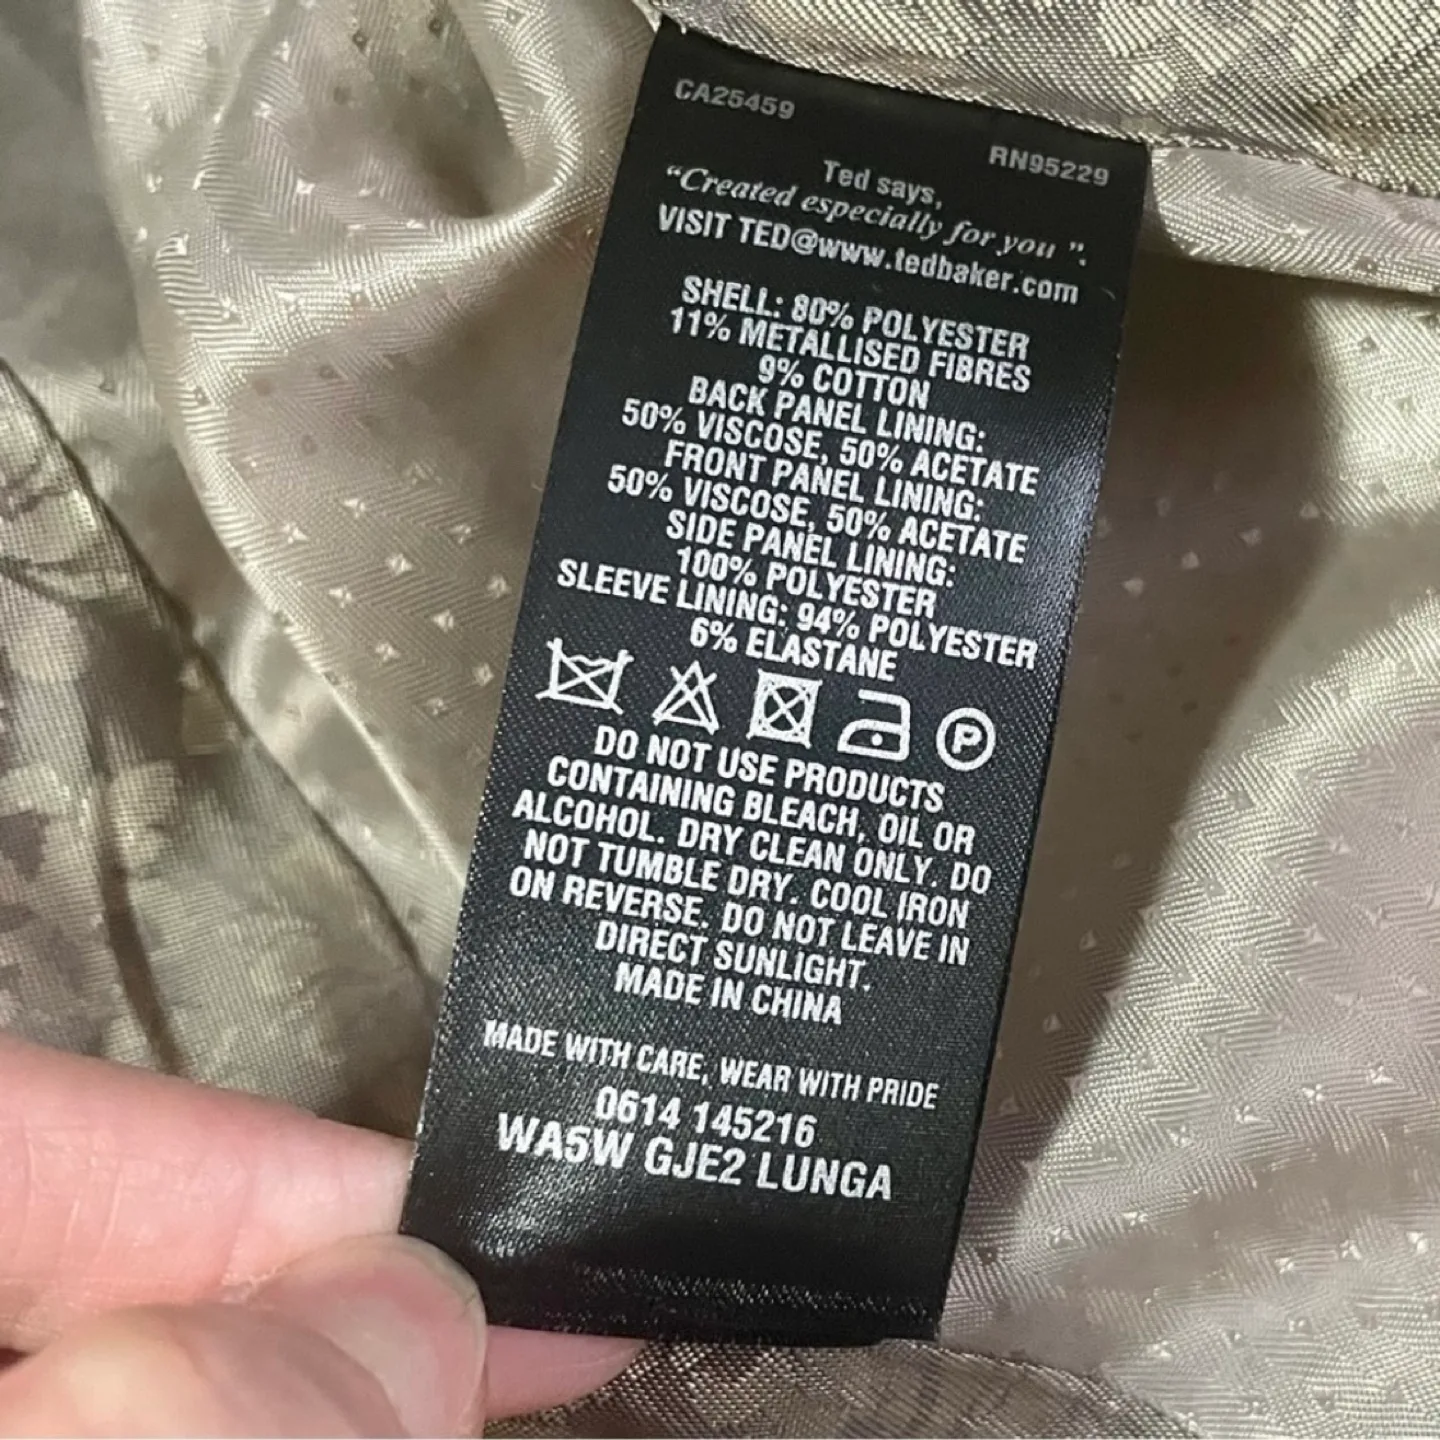 CA25459
RN95229
Ted says,
“Created especially for you ”.
VISIT TED@www.tedbaker.com
SHELL: 80% POLYESTER
11% METALLISED FIBRES
9% COTTON
BACK PANEL LINING:
50% VISCOSE, 50% ACETATE
FRONT PANEL LINING:
50% VISCOSE, 50% ACETATE
SIDE PANEL LINING:
100% POLYESTER
SLEEVE LINING: 94% POLYESTER
6% ELASTANE
P
DO NOT USE PRODUCTS
CONTAINING BLEACH, OIL OR
ALCOHOL. DRY CLEAN ONLY. DO
NOT TUMBLE DRY. COOL IRON
ON REVERSE. DO NOT LEAVE IN
DIRECT SUNLIGHT.
MADE IN CHINA
MADE WITH CARE, WEAR WITH PRIDE
0614 145216
WA5W GJE2 LUNGA